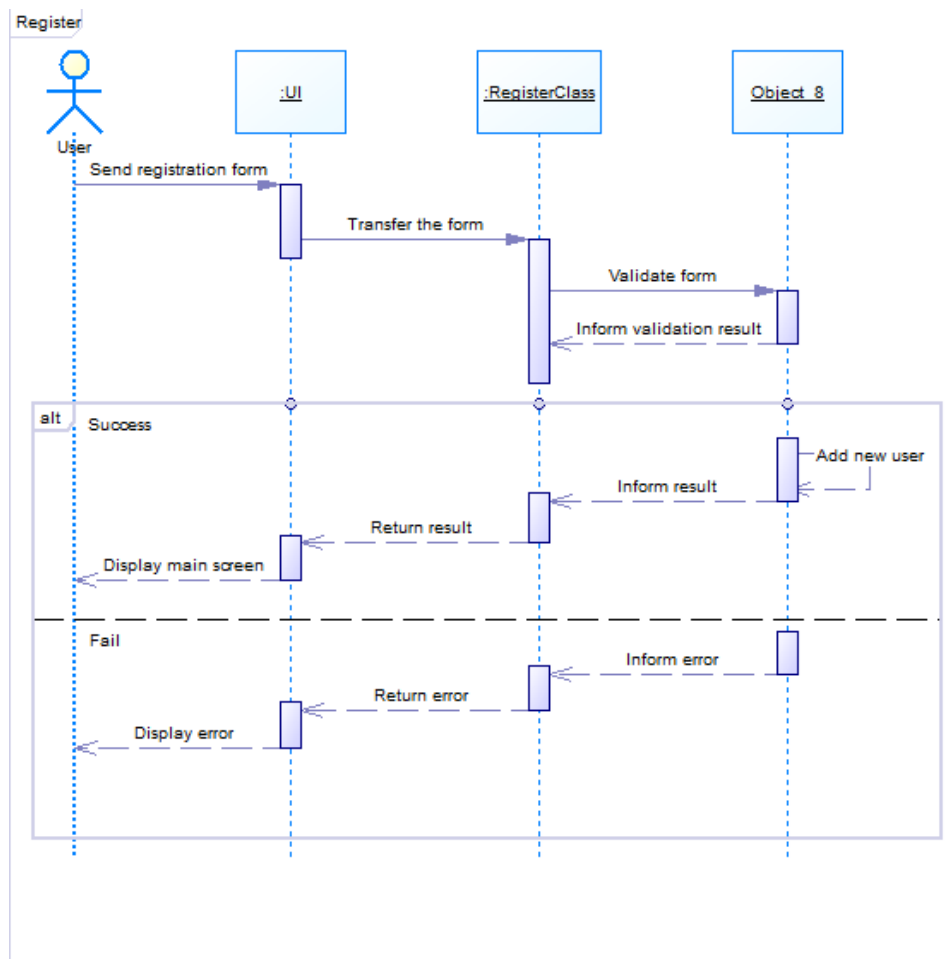 Register
User
:UI
:RegisterClass
Object_8
Send registration form
Transfer the form
Validate form
Inform validation result
alt
Success
Add new user
Inform result
Return result
Display main screen
Fail
Inform error
Return error
Display error